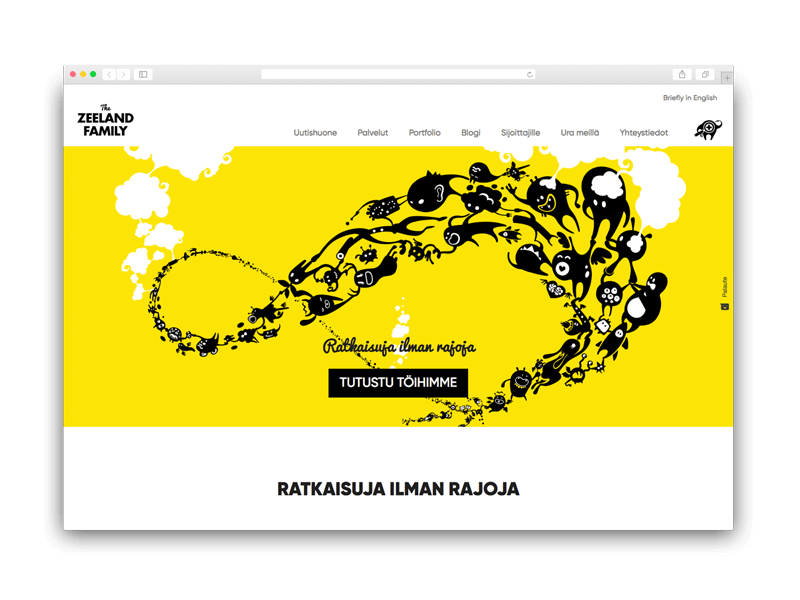 Briefly in English
The
ZEELAND
FAMILY
Uutishuone Palvelut Portfolio Blogi Sijoittajille Ura meillä Yhteystiedot
Palaute
Ratkaisuja ilman rajoja
TUTUSTU TÖIHIMME
RATKAISUJA ILMAN RAJOJA